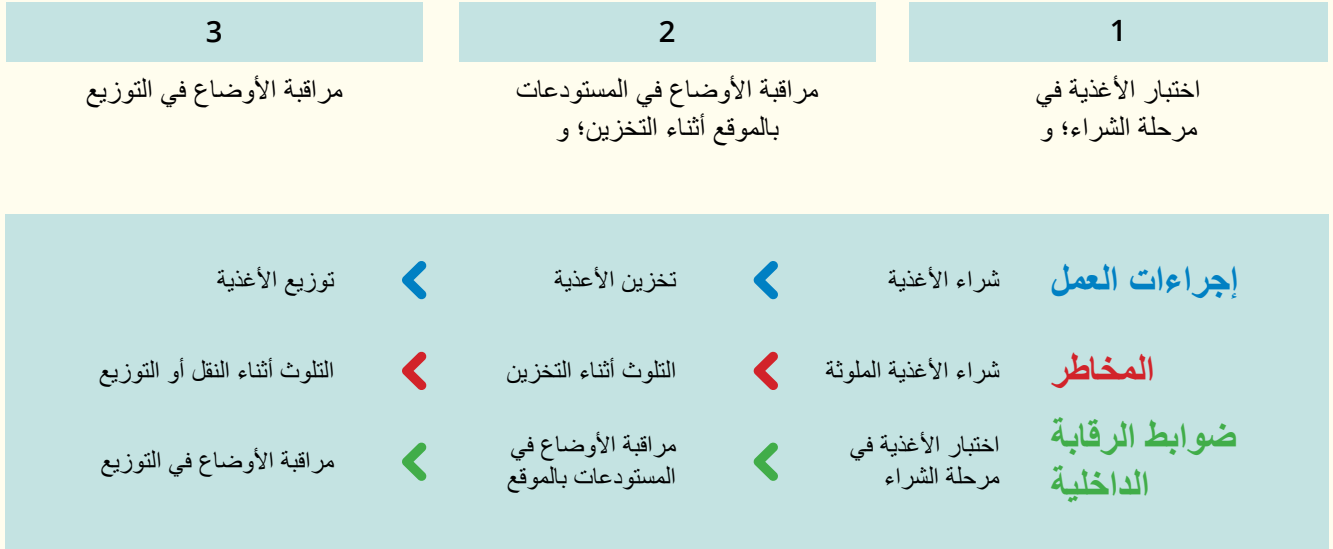 1
اختبار الأغذية في
مرحلة الشراء؛ و
2
مراقبة الأوضاع في المستودعات
بالموقع أثناء التخزين؛ و
3
مراقبة الأوضاع في التوزيع
إجراءات العمل
شراء الأغذية
تخزين الأعذية
توزيع الأغذية
المخاطر
شراء الأغذية الملوثة
التلوث أثناء التخزين
التلوث أثناء النقل أو التوزيع
ضوابط الرقابة
الداخلية
اختبار الأغذية في
مرحلة الشراء
مراقبة الأوضاع في
المستودعات بالموقع
مراقبة الأوضاع في التوزيع